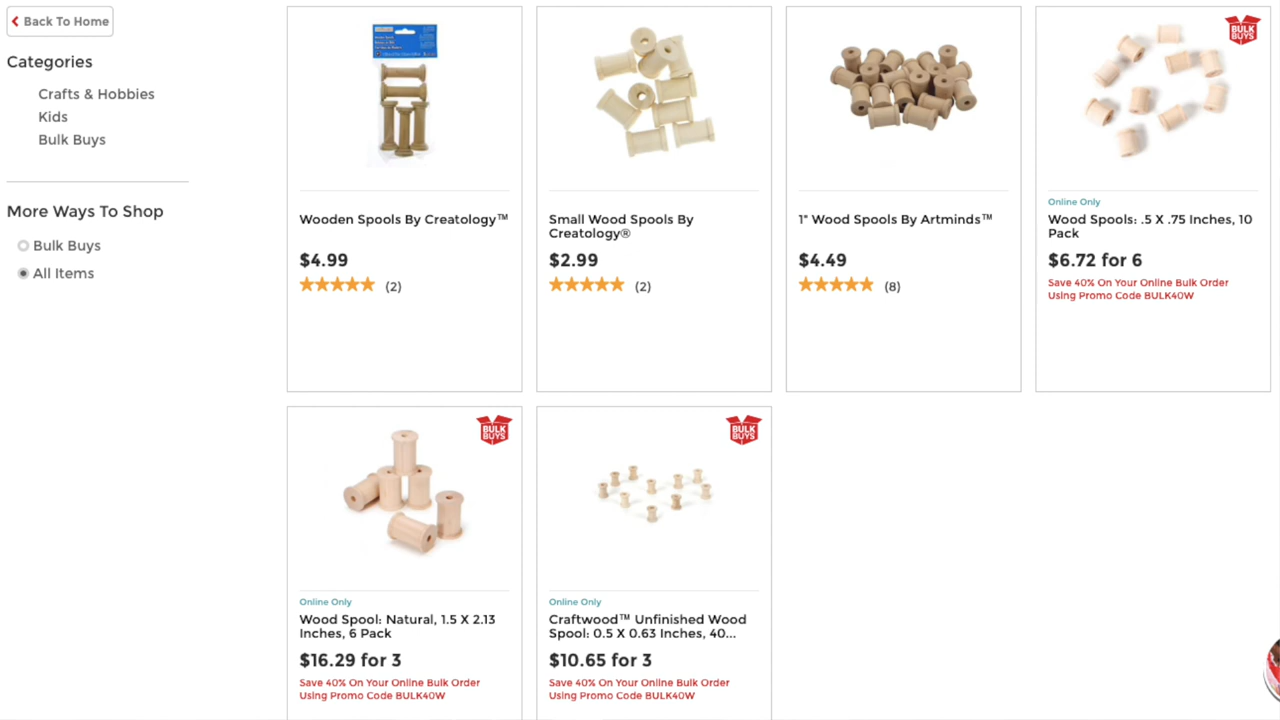 Back To Home
Categories
Crafts & Hobbies
Kids
Bulk Buys
More Ways To Shop
Bulk Buys
All Items
Wooden Spools By Creatology™
$4.99
(2)
Small Wood Spools By
Creatology®
$2.99
(2)
1" Wood Spools By Artminds™
$4.49
(8)
BULK
BUYS
Online Only
Wood Spools: .5 X .75 Inches, 10
Pack
$6.72 for 6
Save 40% On Your Online Bulk Order
Using Promo Code BULK40W
BULK
BUYS
Online Only
Wood Spool: Natural, 1.5 X 2.13
Inches, 6 Pack
$16.29 for 3
Save 40% On Your Online Bulk Order
Using Promo Code BULK40W
BULK
BUYS
Online Only
Craftwood™ Unfinished Wood
Spool: 0.5 X 0.63 Inches, 40...
$10.65 for 3
Save 40% On Your Online Bulk Order
Using Promo Code BULK40W